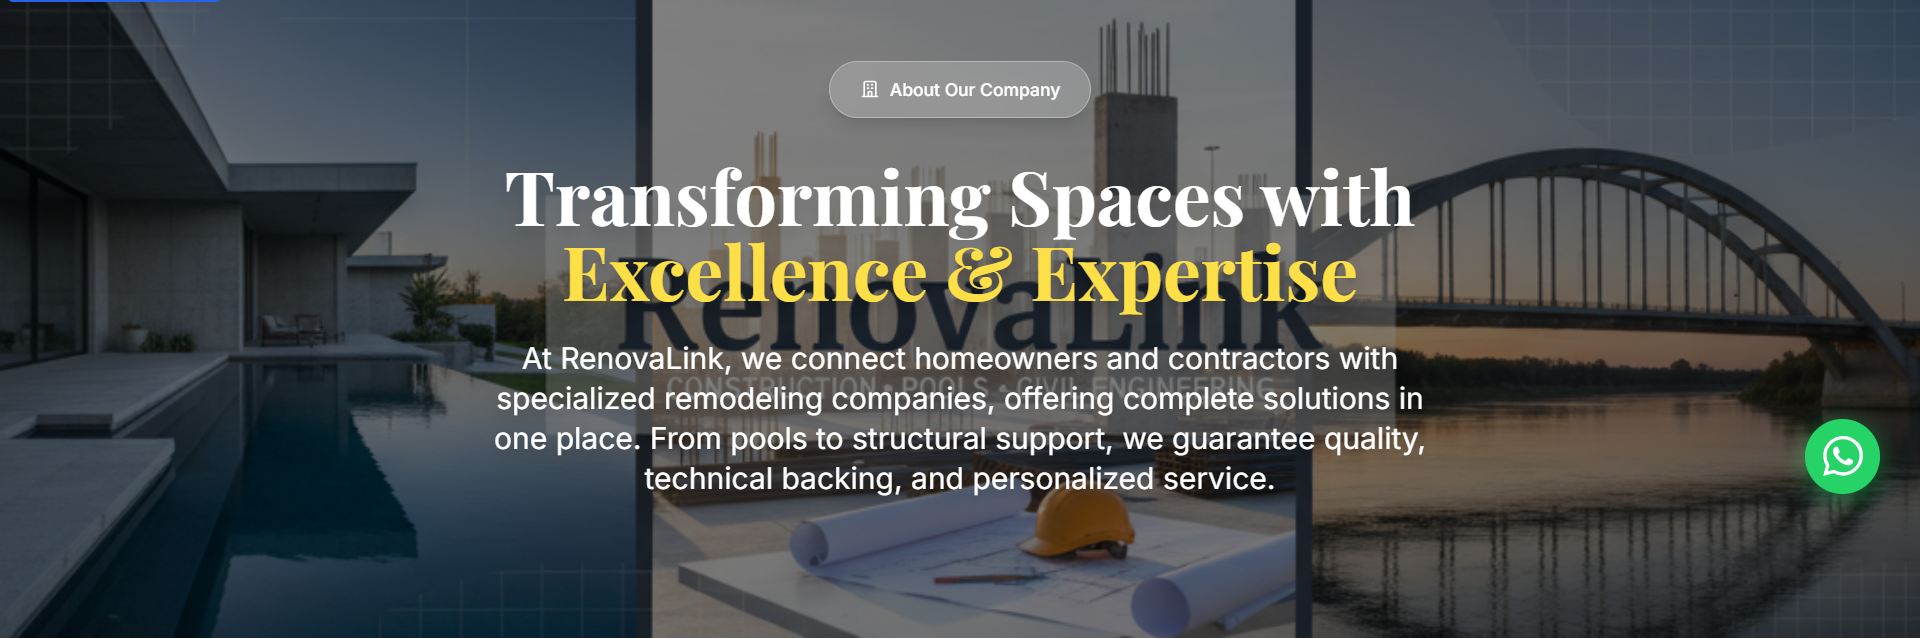 About Our Company
Transforming Spaces with
Excellence & Expertise
RenovaLink
At RenovaLink, we connect homeowners and contractors with
CONSTRUCTION • POOLS • CIVIL ENGINEERING
specialized remodeling companies, offering complete solutions in
one place. From pools to structural support, we guarantee quality,
technical backing, and personalized service.